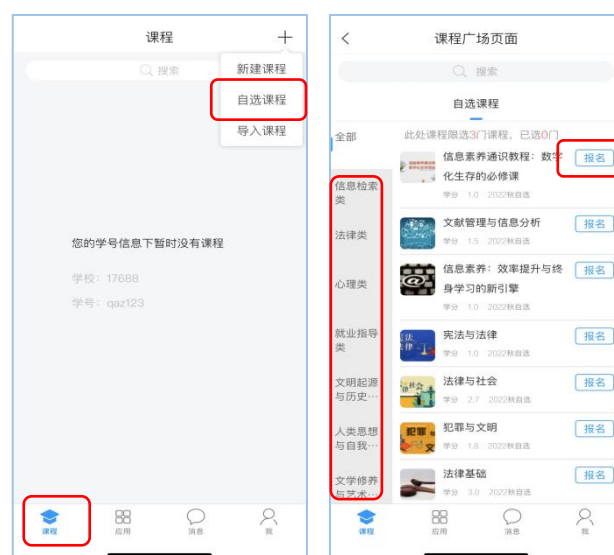 课程
搜索
新建课程
自选课程
导入课程
您的学号信息下暂时没有课程
学校：17688
学号：qaz123
课程
应用
消息
我
课程广场页面
搜索
自选课程
全部
信息检索
类
法律类
心理类
就业指导
类
文明起源
与历史…
人类思想
与自我…
文学修养
与艺术…
此处课程限选3门课程，已选0门
信息素养通识教程：数字
化生存的必修课
学分 1.0 2022秋自选
报名
文献管理与信息分析
学分 1.5 2022秋自选
报名
信息素养：效率提升与终
身学习的新引擎
学分 1.0 2022秋自选
报名
宪法与法律
学分 1.0 2022秋自选
报名
法律与社会
学分 2.7 2022秋自选
报名
犯罪与文明
学分 1.8 2022秋自选
报名
法律基础
学分 3.0 2022秋自选
报名
课程
应用
消息
我